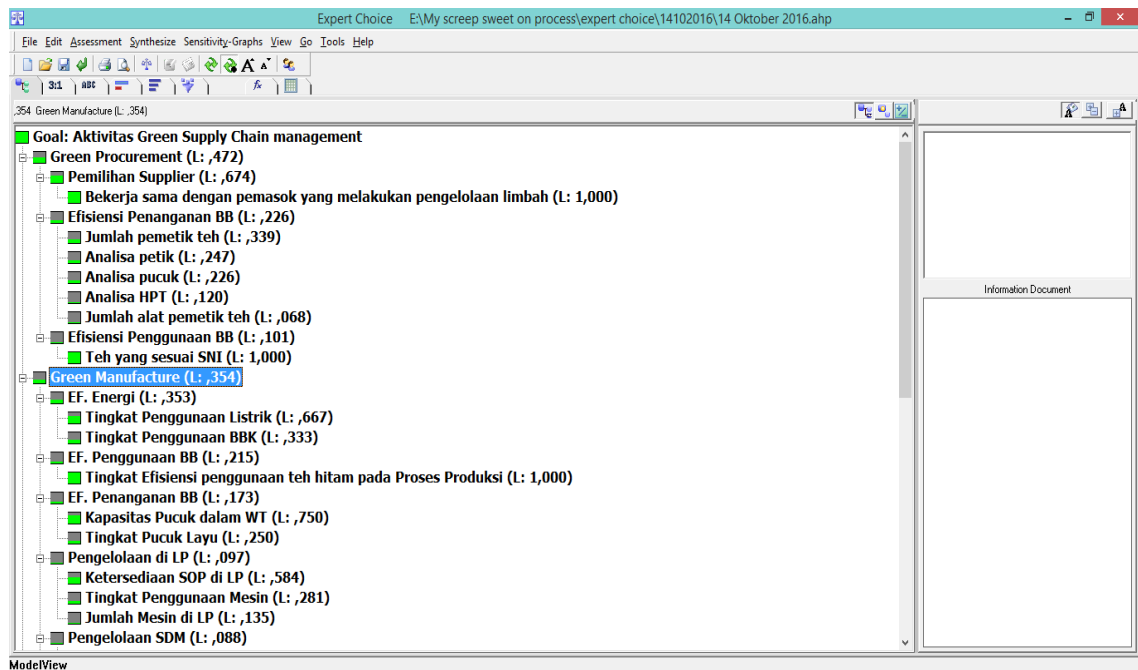 Expert Choice E:\My screep sweet on process\expert choice\14102016\14 Oktober 2016.ahp
File Edit Assessment Synthesize Sensitivity-Graphs View Go Tools Help
3:1 ABC fx
,354 Green Manufacture (L: ,354)
Goal: Aktivitas Green Supply Chain management
Green Procurement (L: ,472)
Pemilihan Supplier (L: ,674)
Bekerja sama dengan pemasok yang melakukan pengelolaan limbah (L: 1,000)
Efisiensi Penanganan BB (L: ,226)
Jumlah pemetik teh (L: ,339)
Analisa petik (L: ,247)
Analisa pucuk (L: ,226)
Analisa HPT (L: ,120)
Jumlah alat pemetik teh (L: ,068)
Efisiensi Penggunaan BB (L: ,101)
Teh yang sesuai SNI (L: 1,000)
Green Manufacture (L: ,354)
EF. Energi (L: ,353)
Tingkat Penggunaan Listrik (L: ,667)
Tingkat Penggunaan BBK (L: ,333)
EF. Penggunaan BB (L: ,215)
Tingkat Efisiensi penggunaan teh hitam pada Proses Produksi (L: 1,000)
EF. Penanganan BB (L: ,173)
Kapasitas Pucuk dalam WT (L: ,750)
Tingkat Pucuk Layu (L: ,250)
Pengelolaan di LP (L: ,097)
Ketersediaan SOP di LP (L: ,584)
Tingkat Penggunaan Mesin (L: ,281)
Jumlah Mesin di LP (L: ,135)
Pengelolaan SDM (L: ,088)
Information Document
ModelView